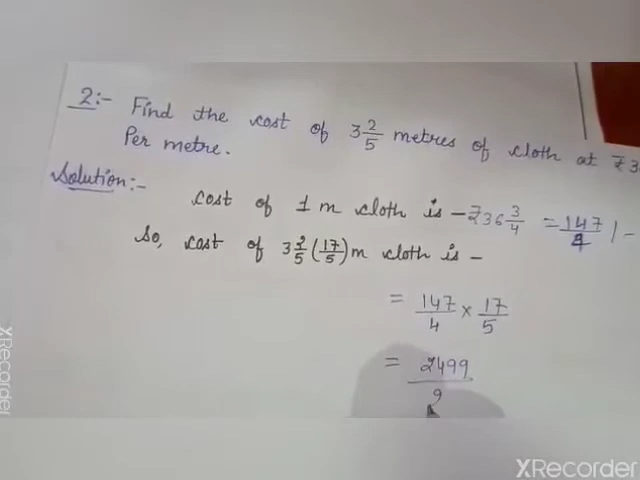 2:- Find the cost of 3 2/5 metres of cloth at ₹3
Per metre.
Solution:-
cost of 1 m cloth is - ₹36 3/4 = 147/4 /-
So, cost of 3 2/5 (17/5) m cloth is -
= 147/4 × 17/5
= 2499/2
XRecorder
XRecorder